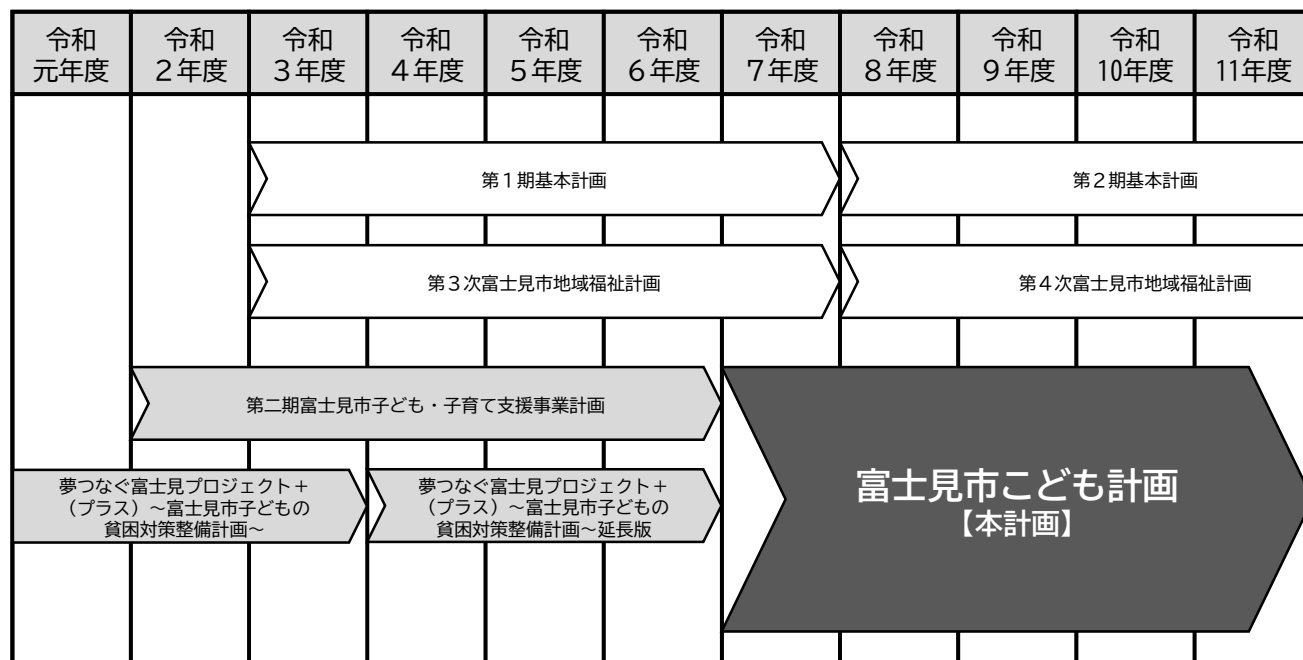 令和
元年度
令和
２年度
令和
３年度
令和
４年度
令和
５年度
令和
６年度
令和
７年度
令和
８年度
令和
９年度
令和
10年度
令和
11年度
第１期基本計画
第２期基本計画
第３次富士見市地域福祉計画
第４次富士見市地域福祉計画
第二期富士見市子ども・子育て支援事業計画
夢つなぐ富士見プロジェクト＋
（プラス）～富士見市子どもの
貧困対策整備計画～
夢つなぐ富士見プロジェクト＋
（プラス）～富士見市子どもの
貧困対策整備計画～延長版
富士見市こども計画
【本計画】